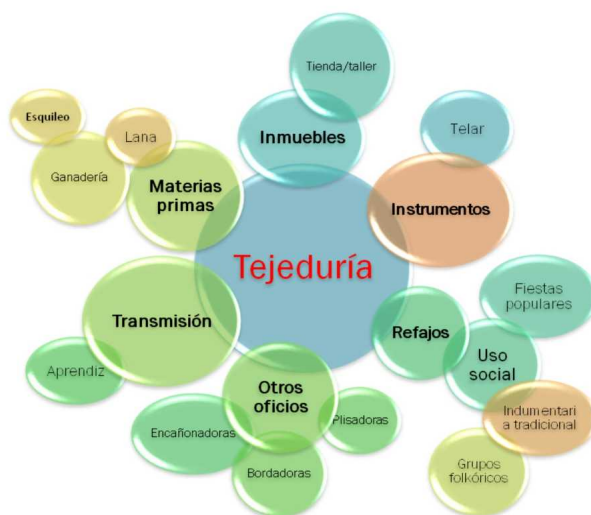 Tienda/taller
Esquileo
Lana
Inmuebles
Telar
Ganadería
Materias
primas
Instrumentos
Tejeduría
Transmisión
Fiestas
populares
Refajos
Uso
social
Aprendiz
Otros
oficios
Encañonadoras
Plisadoras
Indumentari
a tradicional
Bordadoras
Grupos
folkóricos